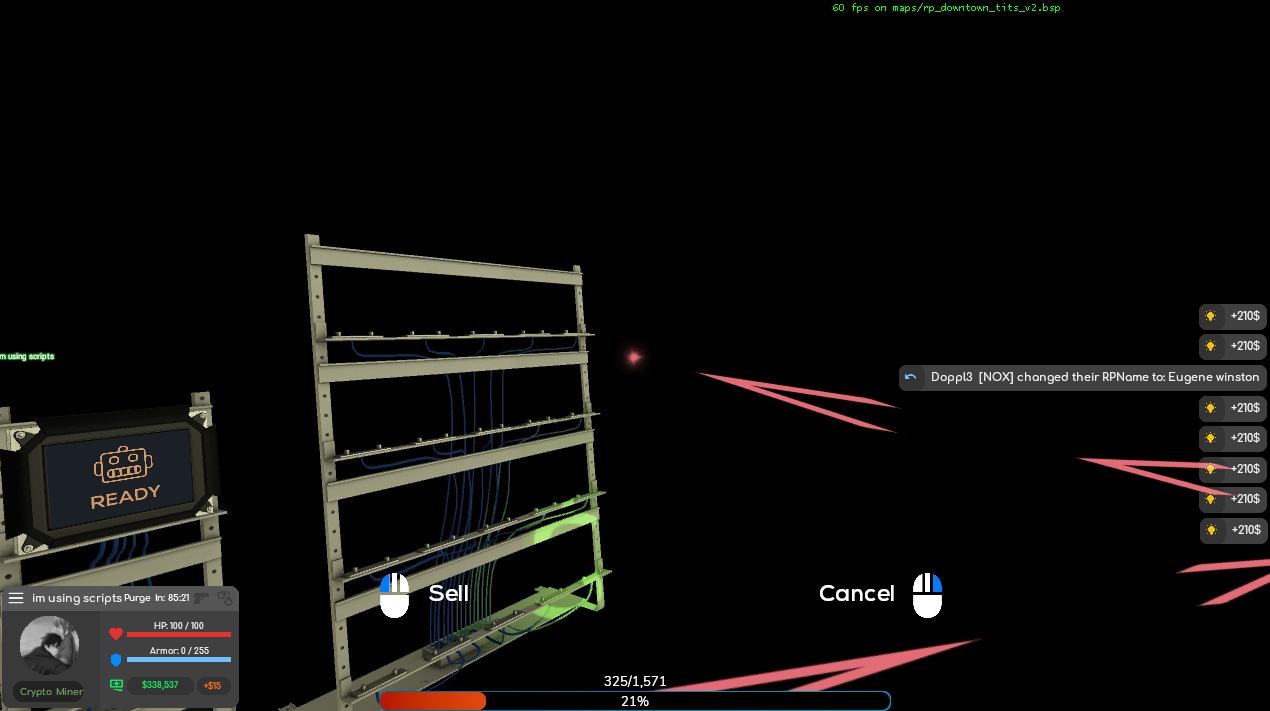 60 fps on maps/rp_downtown_tits_v2.bsp
+210$
+210$
m using scripts
Doppl3 [NOX] changed their RPName to: Eugene winston
+210$
+210$
+210$
+210$
+210$
READY
Sell
Cancel
im using scripts Purge In: 85:21
HP: 100 / 100
Armor: 0 / 255
$338,537
+$15
Crypto Miner
325/1,571
21%